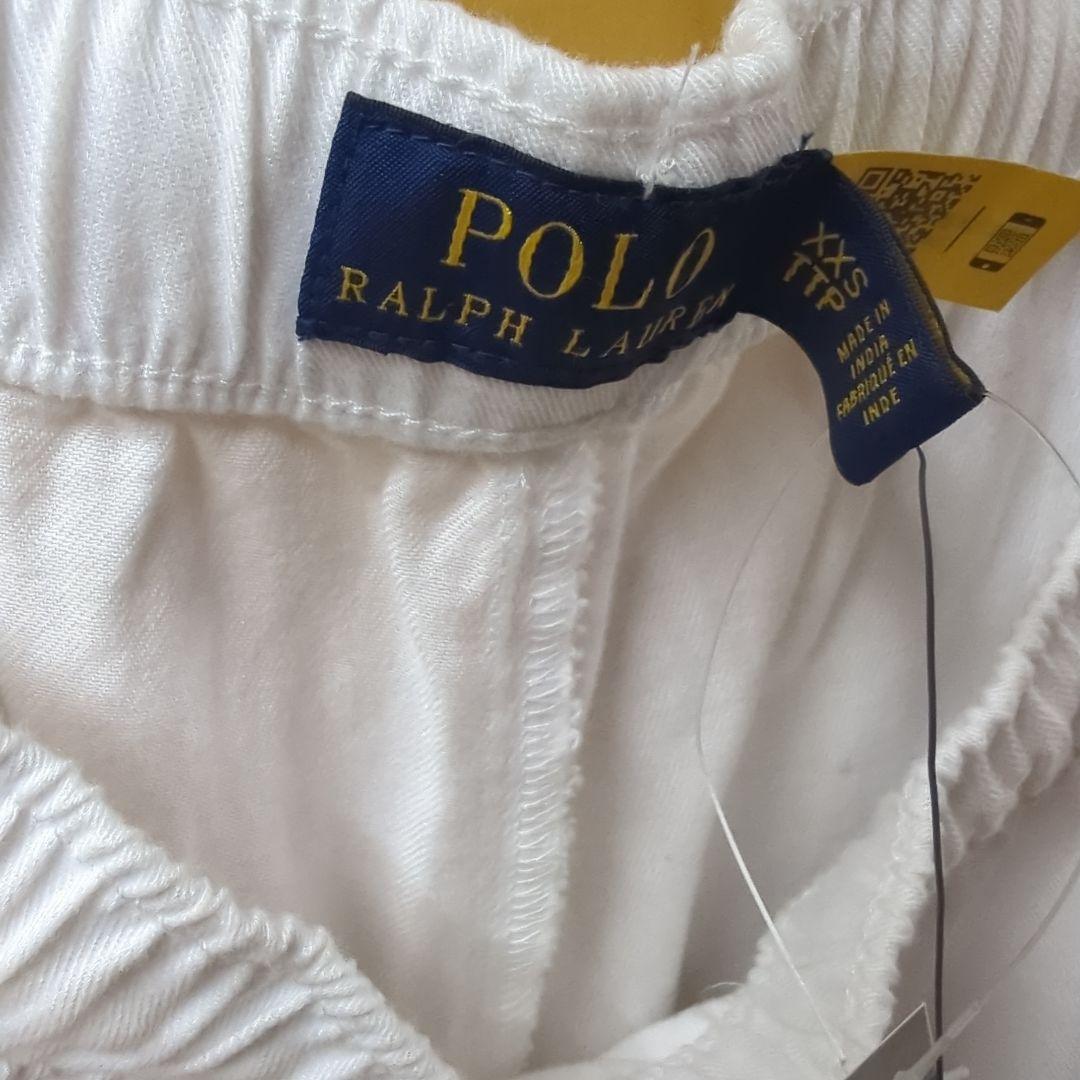 POLO
RALPH LAUREN
XXS
TTP
MADE IN
INDIA
FABRIQUÉ EN
INDE